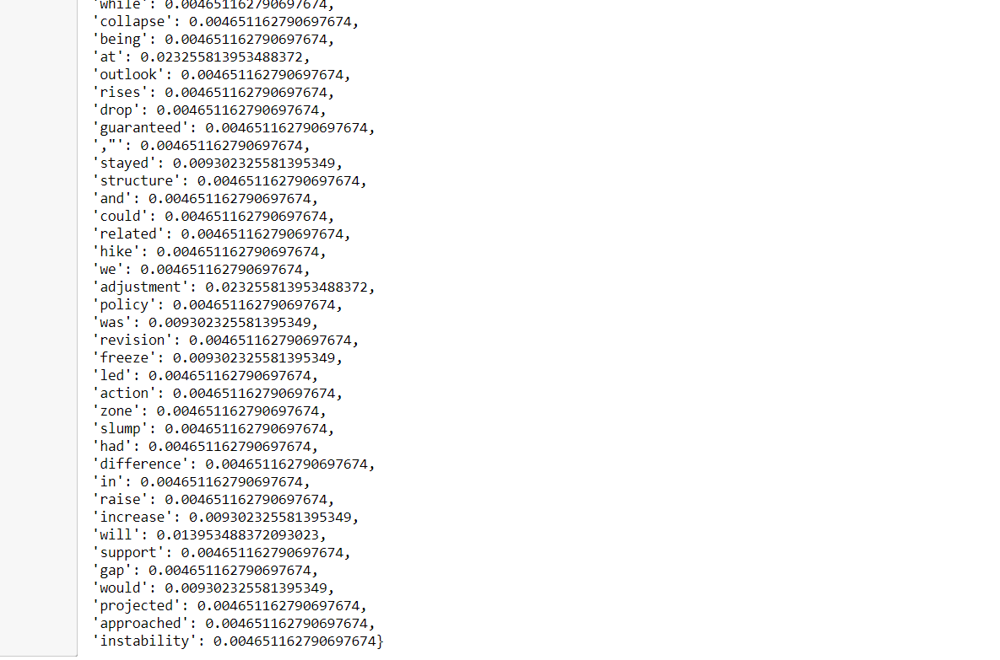 'while': 0.004651162790697674,
'collapse': 0.004651162790697674,
'being': 0.004651162790697674,
'at': 0.023255813953488372,
'outlook': 0.004651162790697674,
'rises': 0.004651162790697674,
'drop': 0.004651162790697674,
'guaranteed': 0.004651162790697674,
',"': 0.004651162790697674,
'stayed': 0.009302325581395349,
'structure': 0.004651162790697674,
'and': 0.004651162790697674,
'could': 0.004651162790697674,
'related': 0.004651162790697674,
'hike': 0.004651162790697674,
'we': 0.004651162790697674,
'adjustment': 0.023255813953488372,
'policy': 0.004651162790697674,
'was': 0.009302325581395349,
'revision': 0.004651162790697674,
'freeze': 0.009302325581395349,
'led': 0.004651162790697674,
'action': 0.004651162790697674,
'zone': 0.004651162790697674,
'slump': 0.004651162790697674,
'had': 0.004651162790697674,
'difference': 0.004651162790697674,
'in': 0.004651162790697674,
'raise': 0.004651162790697674,
'increase': 0.009302325581395349,
'will': 0.013953488372093023,
'support': 0.004651162790697674,
'gap': 0.004651162790697674,
'would': 0.009302325581395349,
'projected': 0.004651162790697674,
'approached': 0.004651162790697674,
'instability': 0.004651162790697674}